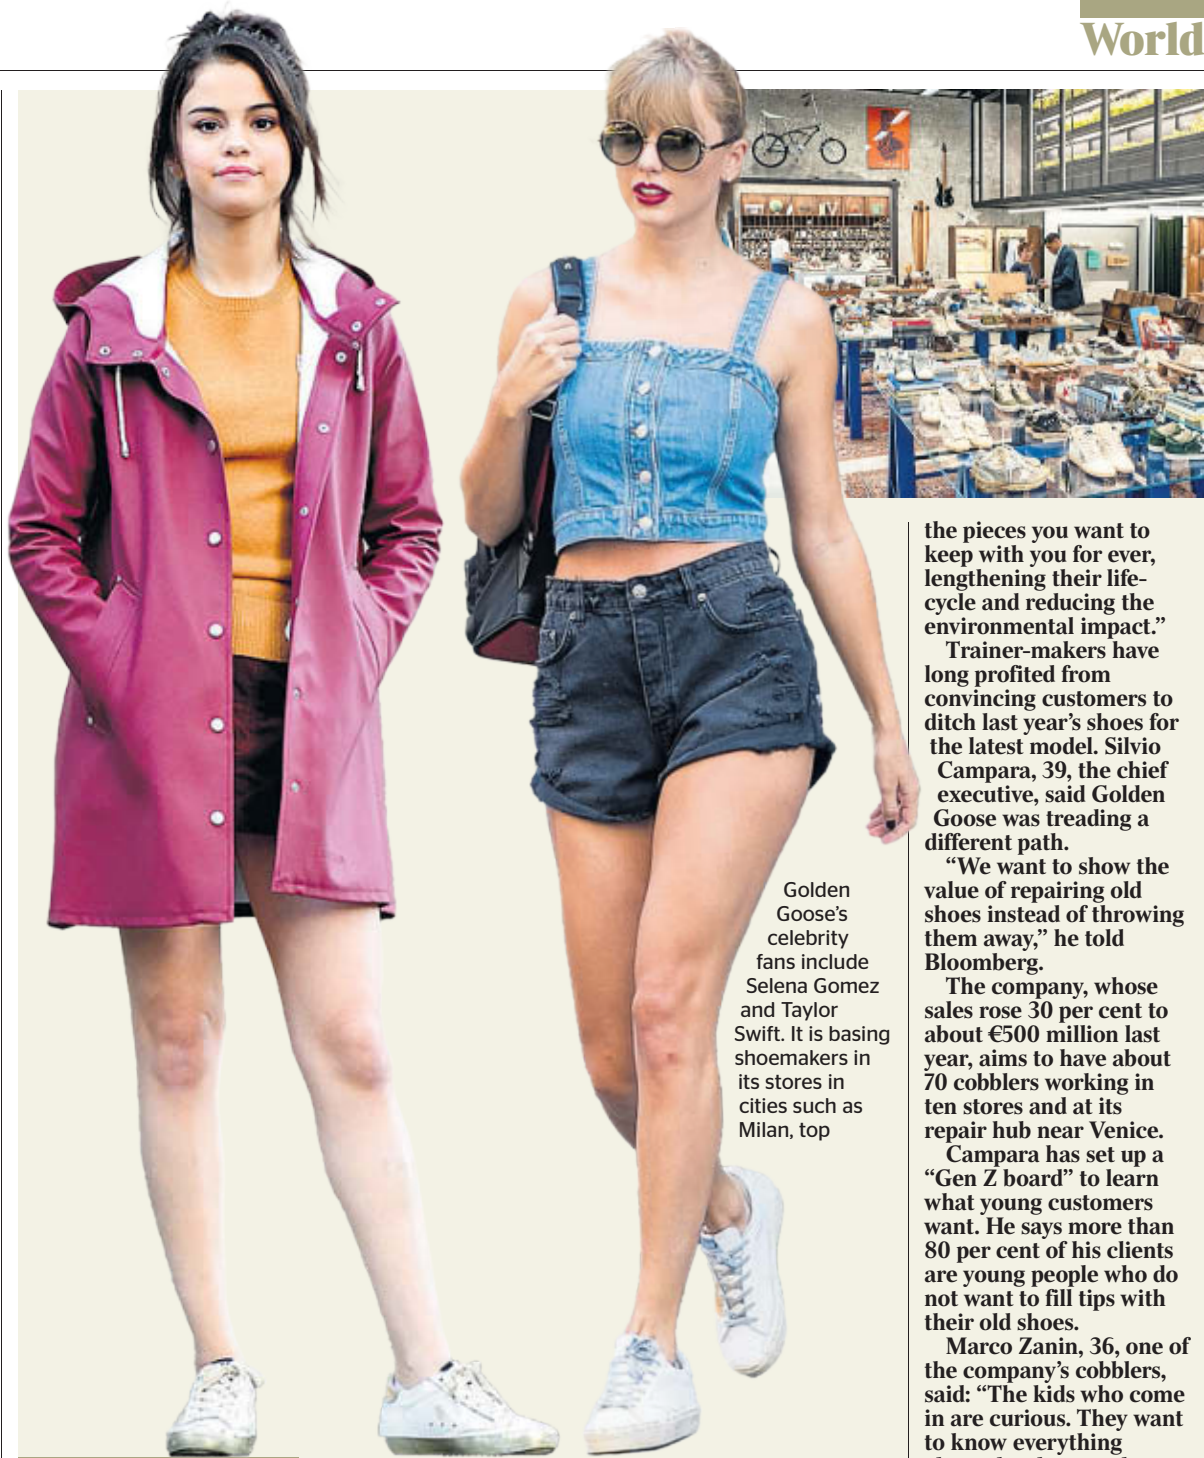 World
Golden
Goose’s
celebrity
fans include
Selena Gomez
and Taylor
Swift. It is basing
shoemakers in
its stores in
cities such as
Milan, top
the pieces you want to
keep with you for ever,
lengthening their life-
cycle and reducing the
environmental impact.”
Trainer-makers have
long profited from
convincing customers to
ditch last year’s shoes for
the latest model. Silvio
Campara, 39, the chief
executive, said Golden
Goose was treading a
different path.
“We want to show the
value of repairing old
shoes instead of throwing
them away,” he told
Bloomberg.
The company, whose
sales rose 30 per cent to
about €500 million last
year, aims to have about
70 cobblers working in
ten stores and at its
repair hub near Venice.
Campara has set up a
“Gen Z board” to learn
what young customers
want. He says more than
80 per cent of his clients
are young people who do
not want to fill tips with
their old shoes.
Marco Zanin, 36, one of
the company’s cobblers,
said: “The kids who come
in are curious. They want
to know everything